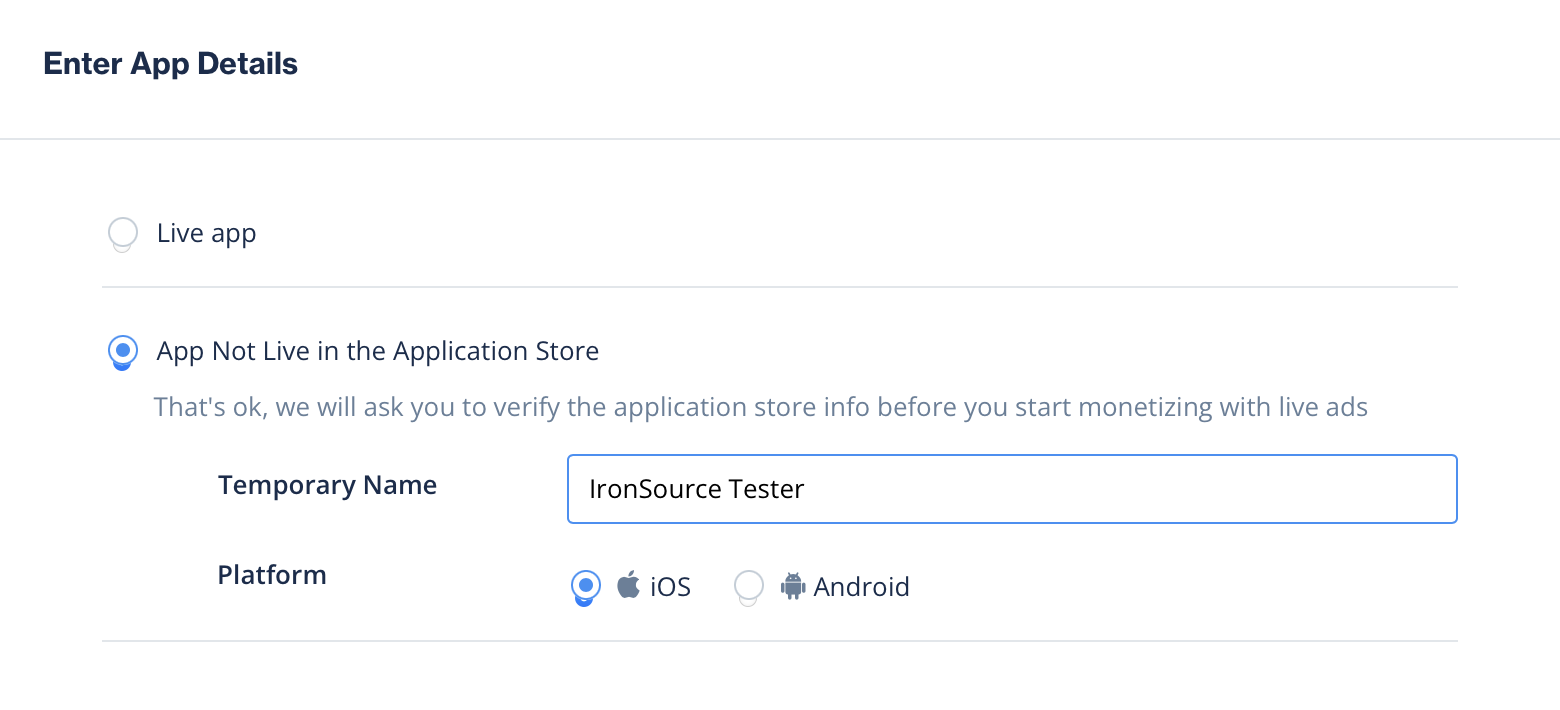 Enter App Details
Live app
App Not Live in the Application Store
That's ok, we will ask you to verify the application store info before you start monetizing with live ads
Temporary Name IronSource Tester
Platform iOS Android